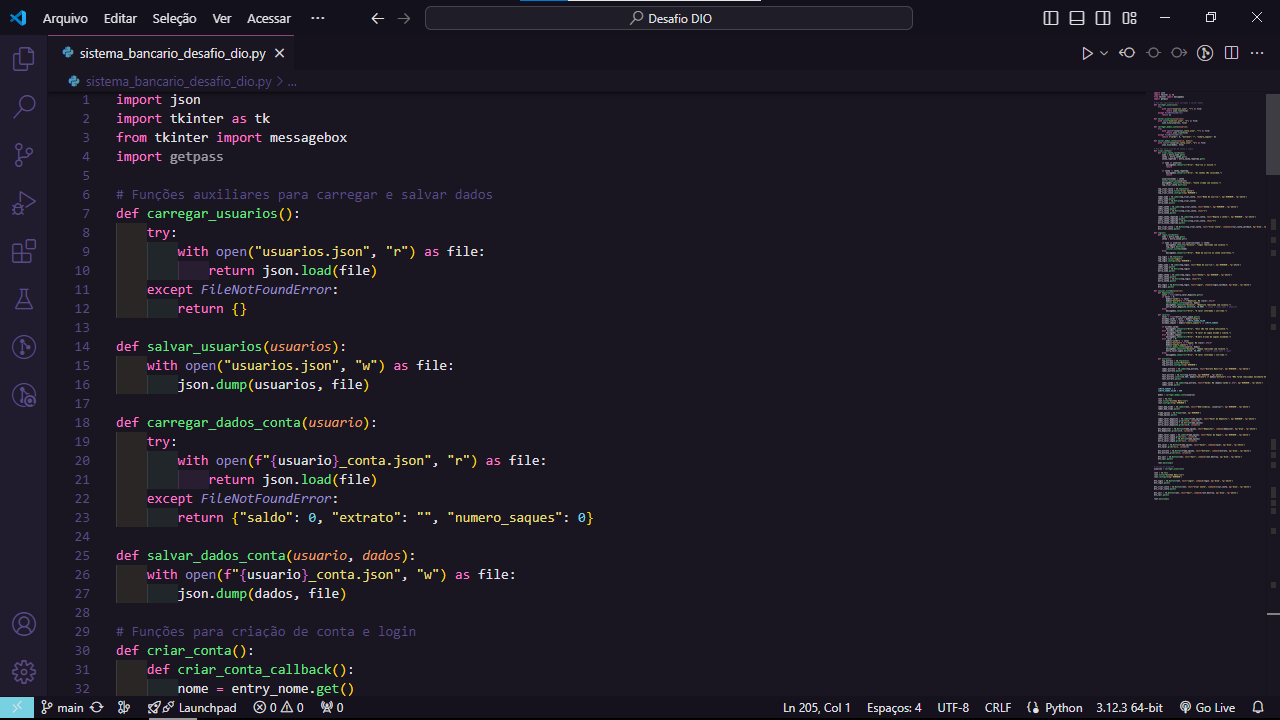 Arquivo Editar Seleção Ver Acessar ··· Desafio DIO
sistema_bancario_desafio_dio.py
sistema_bancario_desafio_dio.py > ...
1 import json
2 import tkinter as tk
3 from tkinter import messagebox
4 import getpass
5
6 # Funções auxiliares para carregar e salvar dados
7 def carregar_usuarios():
8 try:
9 with open("usuarios.json", "r") as file:
10 return json.load(file)
11 except FileNotFoundError:
12 return {}
13
14 def salvar_usuarios(usuarios):
15 with open("usuarios.json", "w") as file:
16 json.dump(usuarios, file)
17
18 def carregar_dados_conta(usuario):
19 try:
20 with open(f"{usuario}_conta.json", "r") as file:
21 return json.load(file)
22 except FileNotFoundError:
23 return {"saldo": 0, "extrato": "", "numero_saques": 0}
24
25 def salvar_dados_conta(usuario, dados):
26 with open(f"{usuario}_conta.json", "w") as file:
27 json.dump(dados, file)
28
29 # Funções para criação de conta e login
30 def criar_conta():
31 def criar_conta_callback():
32 nome = entry_nome.get()
main Launchpad 0 0 0 Ln 205, Col 1 Espaços: 4 UTF-8 CRLF Python 3.12.3 64-bit Go Live